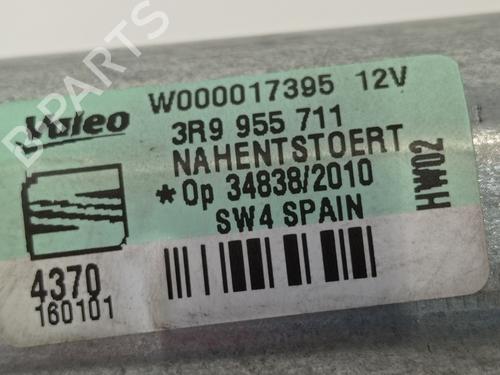 Valeo
W000017395 12V
3R9 955 711
NAHENTSTOERT
*Op 34838/2010
SW4 SPAIN
HW02
4370
160101
B-PARTS